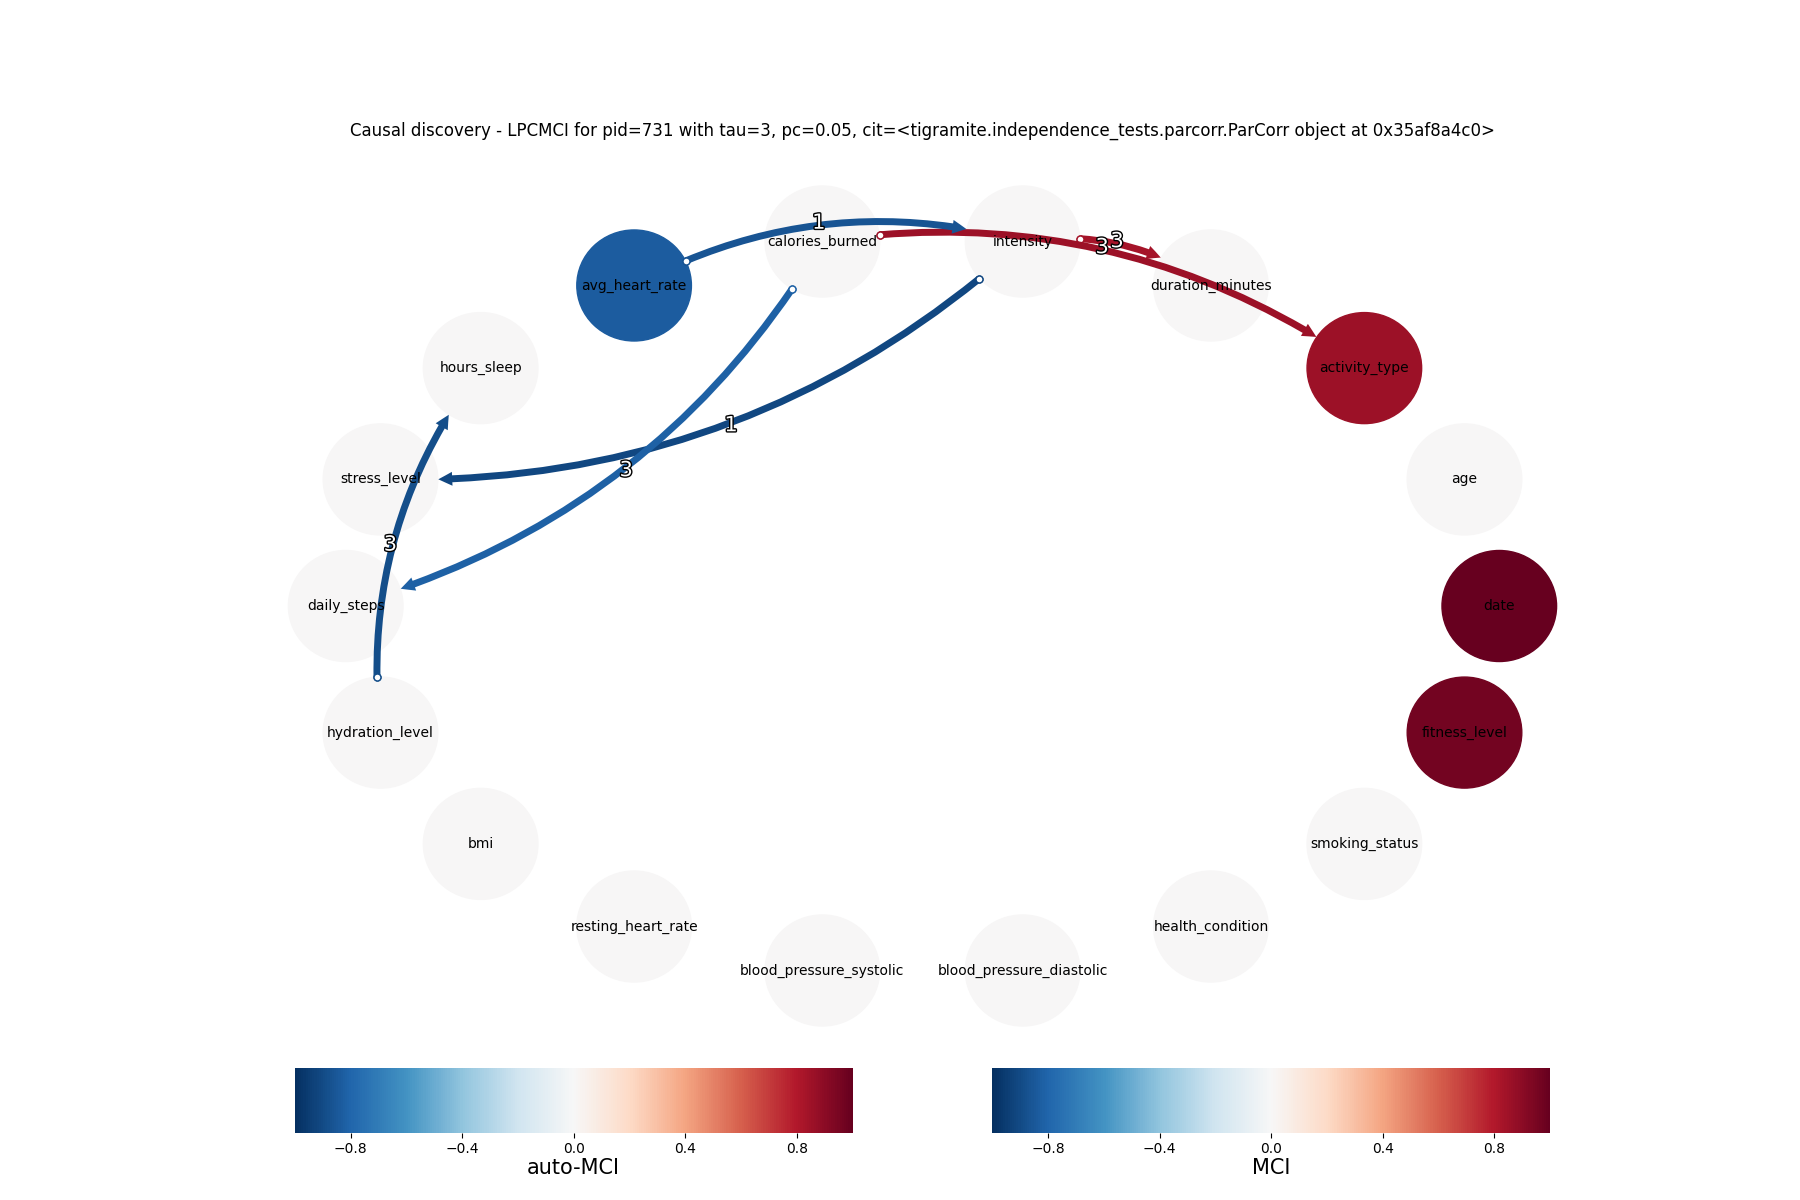 Causal discovery - LPCMCI for pid=731 with tau=3, pc=0.05, cit=<tigramite.independence_tests.parcorr.ParCorr object at 0x35af8a4c0>
1
calories_burned
intensity
3
3
avg_heart_rate
duration_minutes
hours_sleep
activity_type
1
3
stress_level
age
3
daily_steps
date
hydration_level
fitness_level
bmi
smoking_status
resting_heart_rate
health_condition
blood_pressure_systolic
blood_pressure_diastolic
−0.8 −0.4 0.0 0.4 0.8
auto-MCI
−0.8 −0.4 0.0 0.4 0.8
MCI